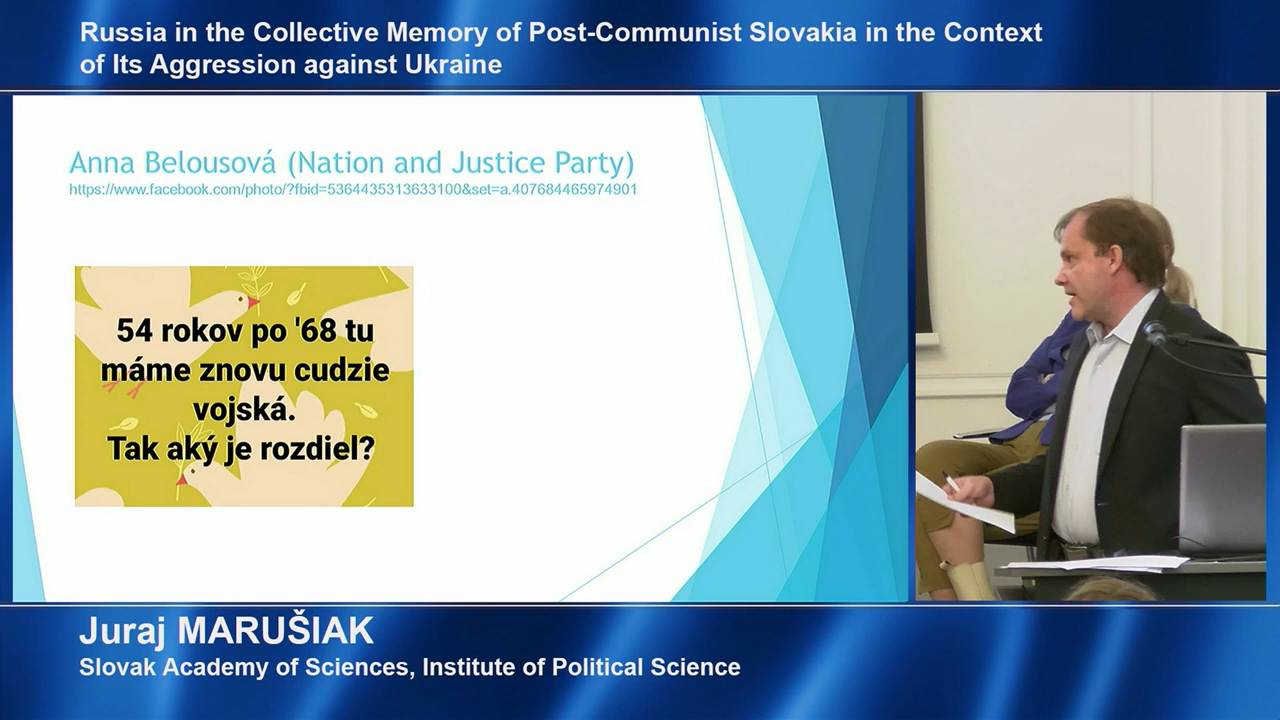 Russia in the Collective Memory of Post-Communist Slovakia in the Context
of Its Aggression against Ukraine
Anna Belousová (Nation and Justice Party)
https://www.facebook.com/photo/?fbid=5364435313633100&set=a.407684465974901
54 rokov po '68 tu
máme znovu cudzie
vojská.
Tak aký je rozdiel?
Juraj MARUŠIAK
Slovak Academy of Sciences, Institute of Political Science